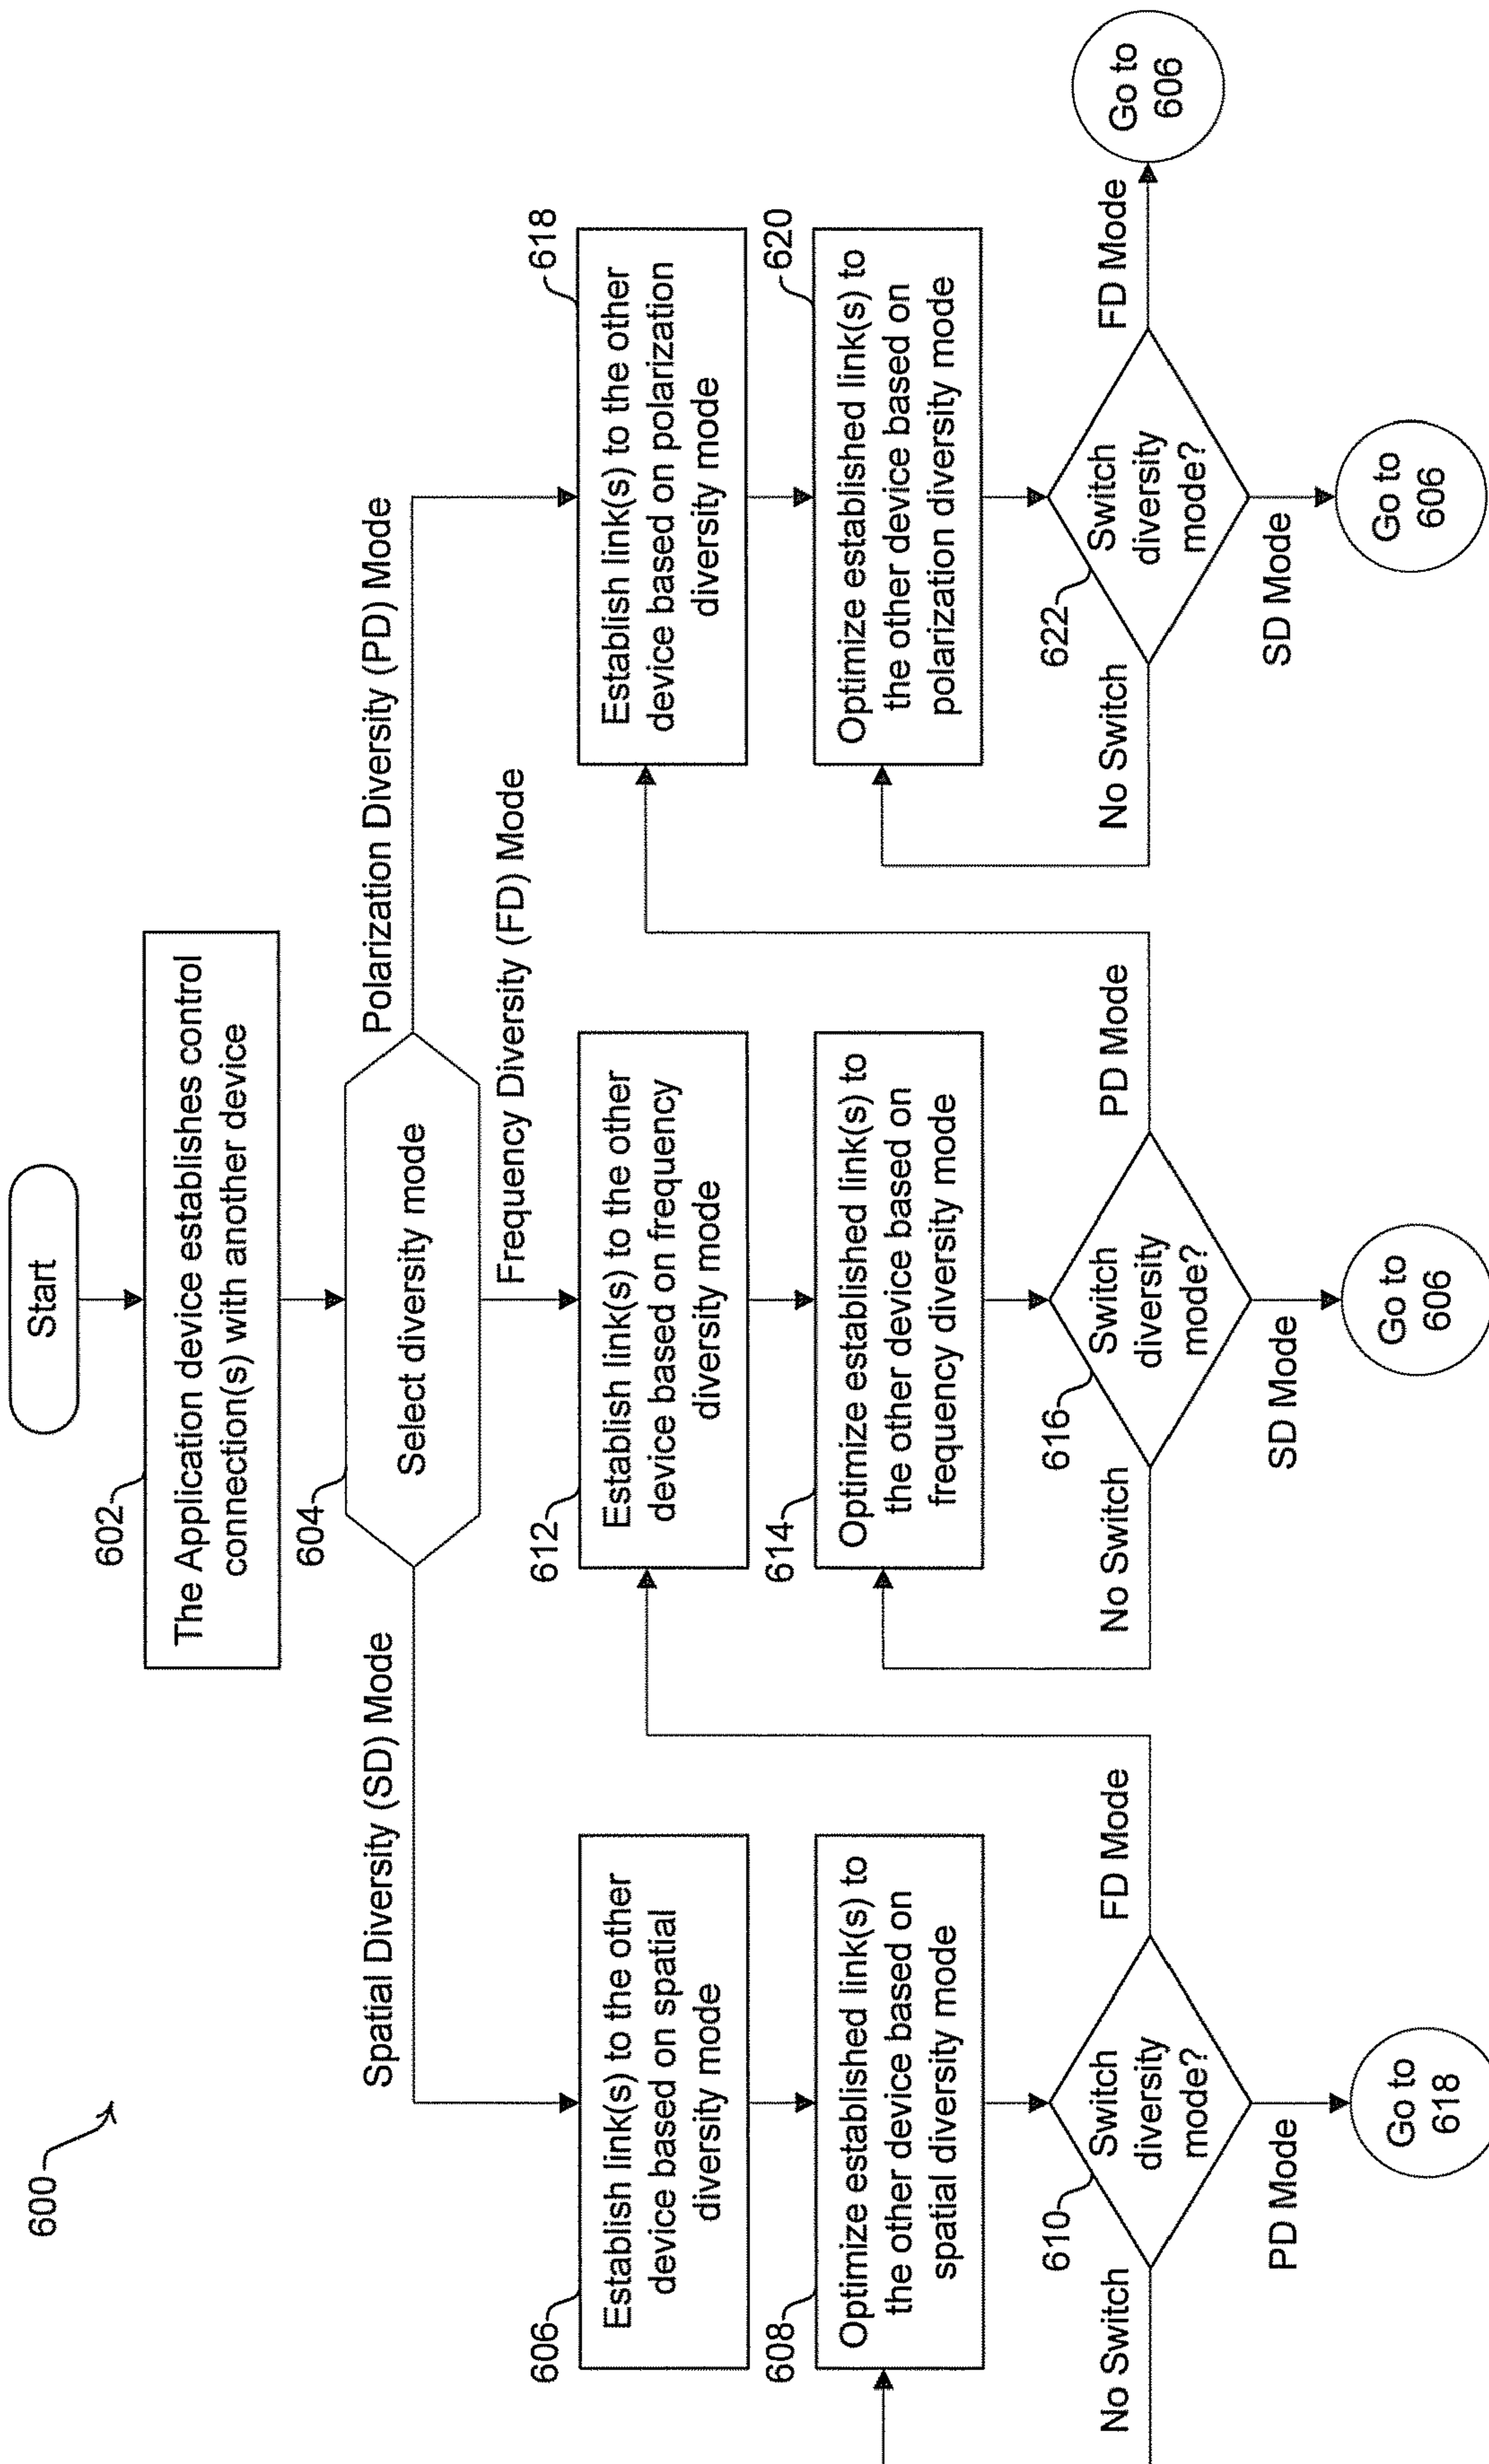 600
Start
602
The Application device establishes control
connection(s) with another device
604
Select diversity mode
Spatial Diversity (SD) Mode
Polarization Diversity (PD) Mode
Frequency Diversity (FD) Mode
606
Establish link(s) to the other
device based on spatial
diversity mode
608
Optimize established link(s) to
the other device based on
spatial diversity mode
610
Switch
diversity
mode?
No Switch
FD Mode
PD Mode
Go to
618
612
Establish link(s) to the other
device based on frequency
diversity mode
614
Optimize established link(s) to
the other device based on
frequency diversity mode
616
Switch
diversity
mode?
No Switch
PD Mode
SD Mode
Go to
606
618
Establish link(s) to the other
device based on polarization
diversity mode
620
Optimize established link(s) to
the other device based on
polarization diversity mode
622
Switch
diversity
mode?
No Switch
FD Mode
Go to
606
SD Mode
Go to
606